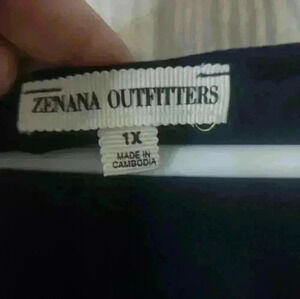 ZENANA OUTFITTERS
1X
MADE IN
CAMBODIA